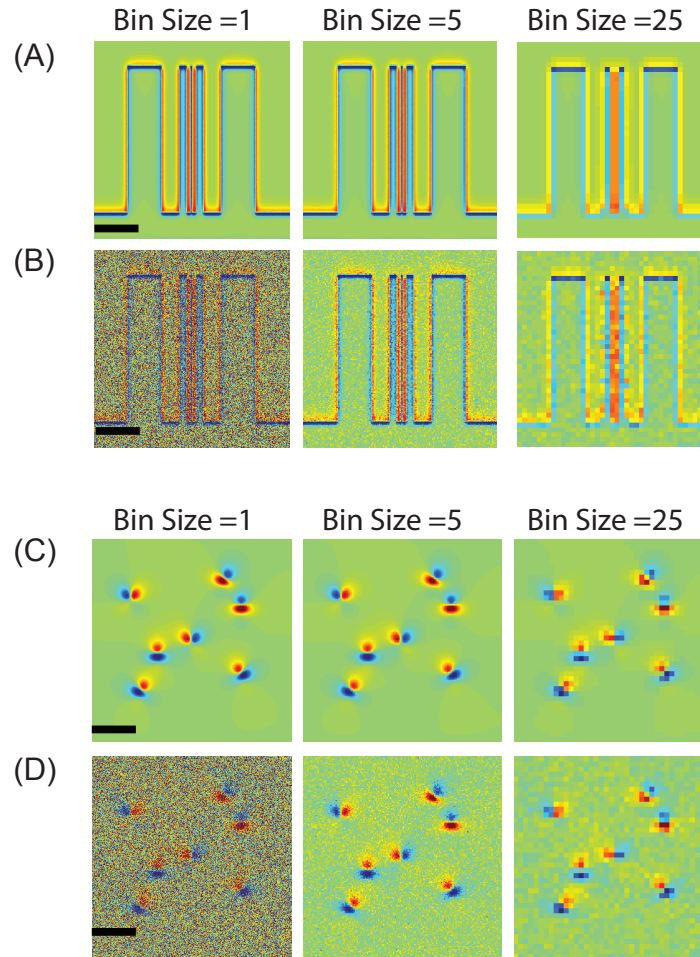 Bin Size =1 Bin Size =5 Bin Size =25
(A)
(B)
Bin Size =1 Bin Size =5 Bin Size =25
(C)
(D)